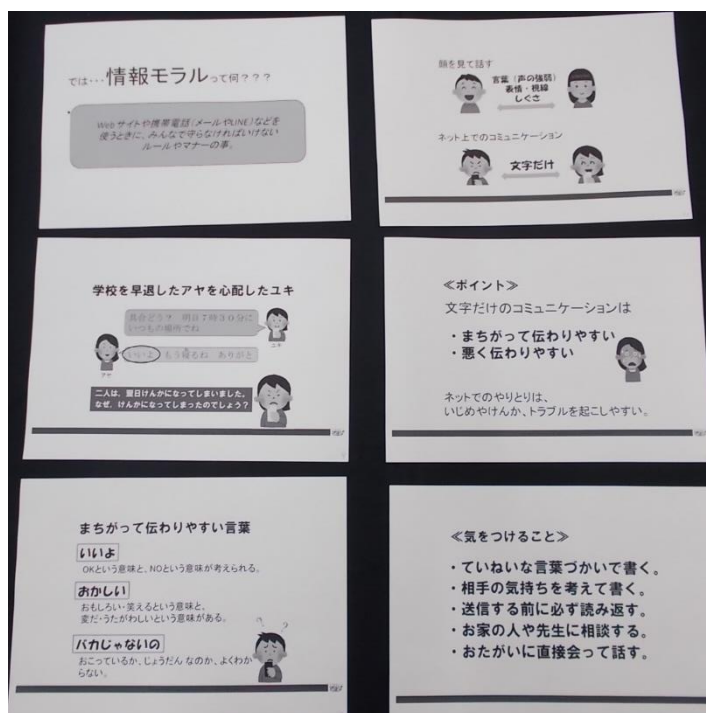 では・・・情報モラルって何？？？
Webサイトや携帯電話（メールやLINE）などを
使うときに、みんなで守らなければいけない
ルールやマナーの事。
顔を見て話す
言葉（声の強弱）
表情・視線
しぐさ
ネット上でのコミュニケーション
文字だけ
学校を早退したアヤを心配したユキ
具合どう？　明日７時３０分に
いつもの場所でね
ユキ
いいよ　もう寝るね　ありがと
アヤ
二人は、翌日けんかになってしまいました。
なぜ、けんかになってしまったのでしょう？
≪ポイント≫
文字だけのコミュニケーションは
・まちがって伝わりやすい
・悪く伝わりやすい
ネットでのやりとりは、
いじめやけんか、トラブルを起こしやすい。
まちがって伝わりやすい言葉
いいよ
OKという意味と、NOという意味が考えられる。
おかしい
おもしろい・笑えるという意味と、
変だ・うたがわしいという意味がある。
バカじゃないの
おこっているか、じょうだん なのか、よくわか
らない。
≪気をつけること≫
・ていねいな言葉づかいで書く。
・相手の気持ちを考えて書く。
・送信する前に必ず読み返す。
・お家の人や先生に相談する。
・おたがいに直接会って話す。